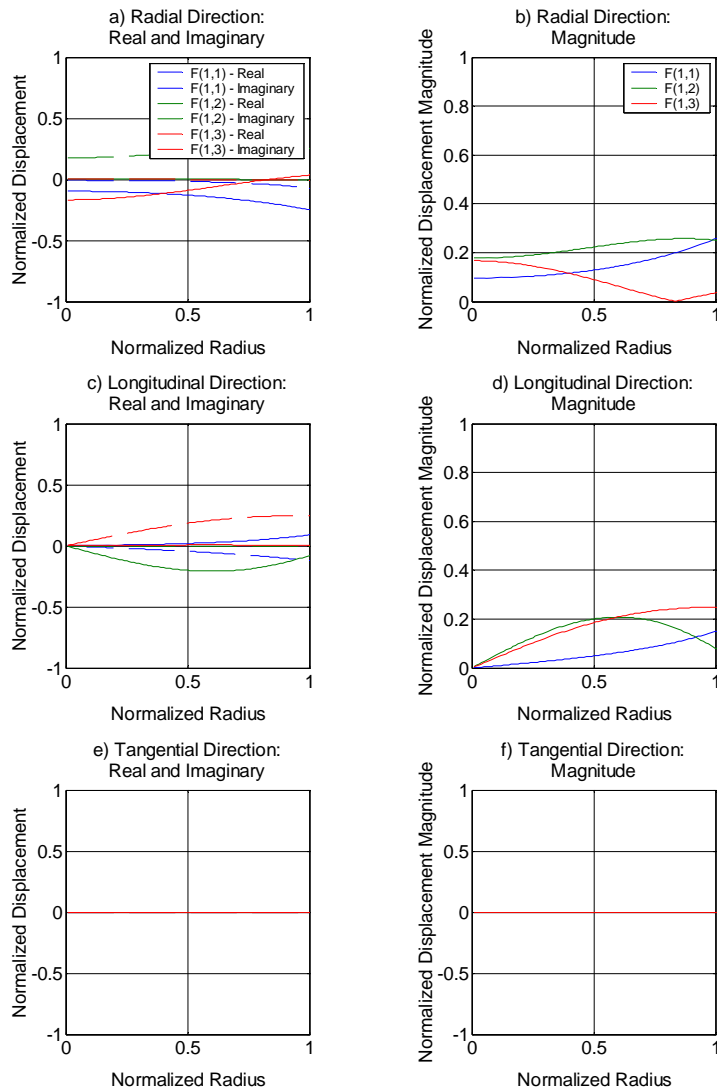 a) Radial Direction:
Real and Imaginary
1
0.5
0
-0.5
-1
0
0.5
1
Normalized Displacement
Normalized Radius
F(1,1) - Real
F(1,1) - Imaginary
F(1,2) - Real
F(1,2) - Imaginary
F(1,3) - Real
F(1,3) - Imaginary
b) Radial Direction:
Magnitude
1
0.8
0.6
0.4
0.2
0
0
0.5
1
Normalized Displacement Magnitude
Normalized Radius
F(1,1)
F(1,2)
F(1,3)
c) Longitudinal Direction:
Real and Imaginary
1
0.5
0
-0.5
-1
0
0.5
1
Normalized Displacement
Normalized Radius
d) Longitudinal Direction:
Magnitude
1
0.8
0.6
0.4
0.2
0
0
0.5
1
Normalized Displacement Magnitude
Normalized Radius
e) Tangential Direction:
Real and Imaginary
1
0.5
0
-0.5
-1
0
0.5
1
Normalized Displacement
Normalized Radius
f) Tangential Direction:
Magnitude
1
0.5
0
-0.5
-1
0
0.5
1
Normalized Displacement Magnitude
Normalized Radius